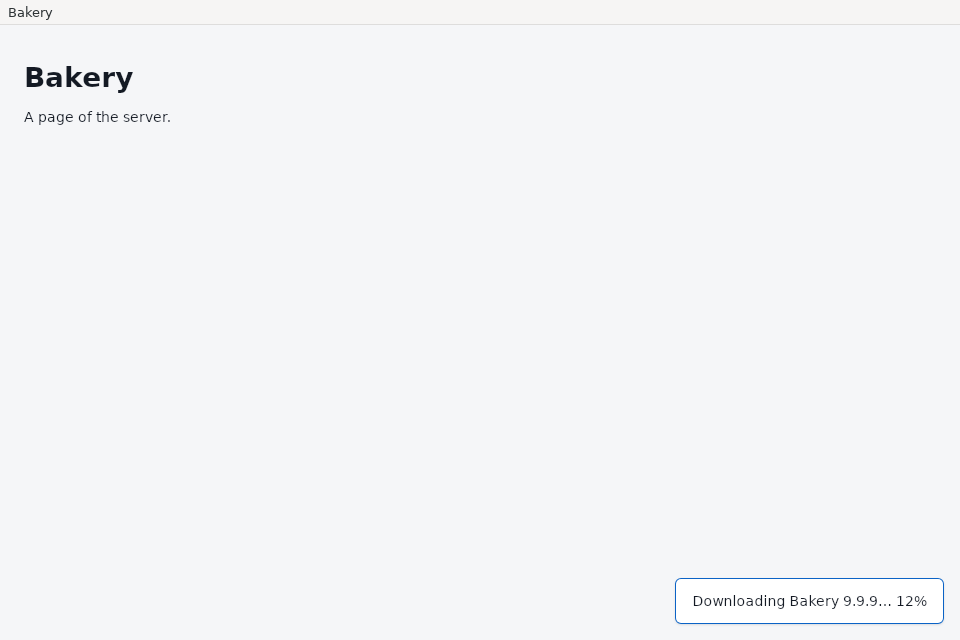 Bakery
Bakery
A page of the server.
Downloading Bakery 9.9.9… 12%